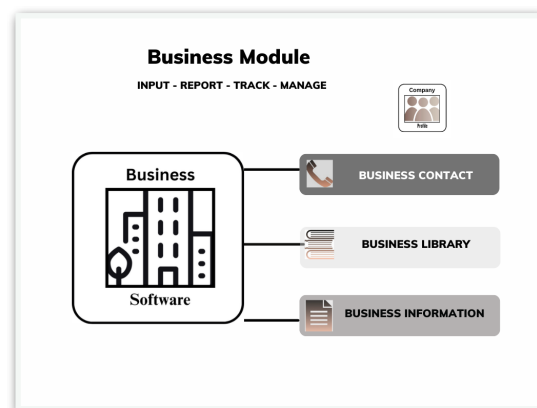 Business Module
INPUT - REPORT - TRACK - MANAGE
Company
Profile
Business
Software
BUSINESS CONTACT
BUSINESS LIBRARY
BUSINESS INFORMATION